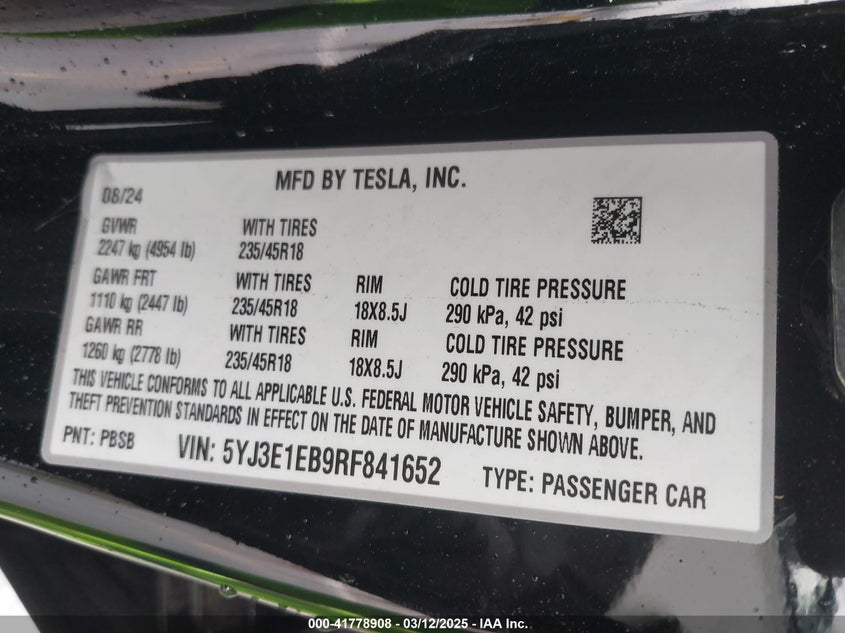 MFD BY TESLA, INC.
08/24
GVWR WITH TIRES
2247 kg (4954 lb) 235/45R18
GAWR FRT WITH TIRES RIM COLD TIRE PRESSURE
1110 kg (2447 lb) 235/45R18 18X8.5J 290 kPa, 42 psi
GAWR RR WITH TIRES RIM COLD TIRE PRESSURE
1260 kg (2778 lb) 235/45R18 18X8.5J 290 kPa, 42 psi
THIS VEHICLE CONFORMS TO ALL APPLICABLE U.S. FEDERAL MOTOR VEHICLE SAFETY, BUMPER, AND
THEFT PREVENTION STANDARDS IN EFFECT ON THE DATE OF MANUFACTURE SHOWN ABOVE.
PNT: PBSB VIN: 5YJ3E1EB9RF841652 TYPE: PASSENGER CAR
000-41778908 - 03/12/2025 - IAA Inc.